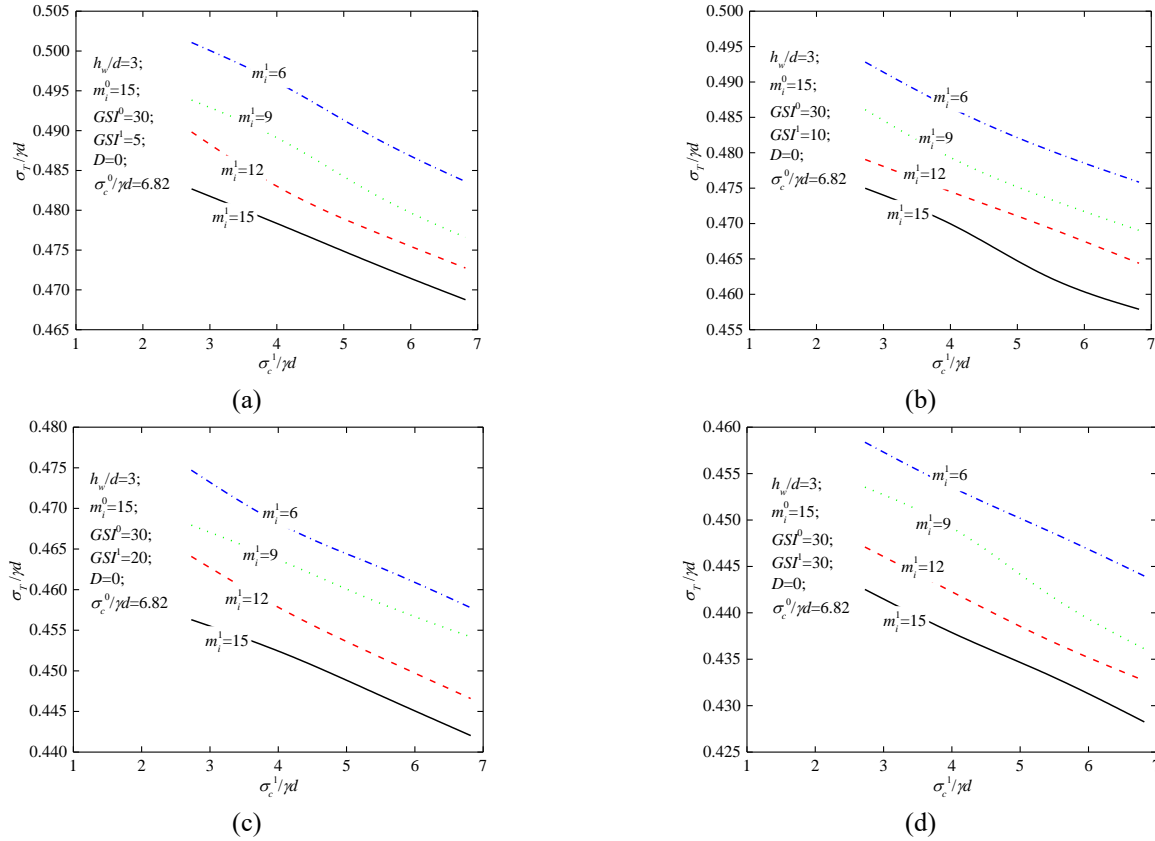 0.505
0.500
0.495
0.490
0.485
0.480
0.475
0.470
0.465
σ_T/γd
h_w/d=3;
m_i^0=15;
GSI^0=30;
GSI^1=5;
D=0;
σ_c^0/γd=6.82
m_i^1=6
m_i^1=9
m_i^1=12
m_i^1=15
1 2 3 4 5 6 7
σ_c^1/γd
(a)
0.500
0.495
0.490
0.485
0.480
0.475
0.470
0.465
0.460
0.455
σ_T/γd
h_w/d=3;
m_i^0=15;
GSI^0=30;
GSI^1=10;
D=0;
σ_c^0/γd=6.82
m_i^1=6
m_i^1=9
m_i^1=12
m_i^1=15
1 2 3 4 5 6 7
σ_c^1/γd
(b)
0.480
0.475
0.470
0.465
0.460
0.455
0.450
0.445
0.440
σ_T/γd
h_w/d=3;
m_i^0=15;
GSI^0=30;
GSI^1=20;
D=0;
σ_c^0/γd=6.82
m_i^1=6
m_i^1=9
m_i^1=12
m_i^1=15
1 2 3 4 5 6 7
σ_c^1/γd
(c)
0.460
0.455
0.450
0.445
0.440
0.435
0.430
0.425
σ_T/γd
h_w/d=3;
m_i^0=15;
GSI^0=30;
GSI^1=30;
D=0;
σ_c^0/γd=6.82
m_i^1=6
m_i^1=9
m_i^1=12
m_i^1=15
1 2 3 4 5 6 7
σ_c^1/γd
(d)